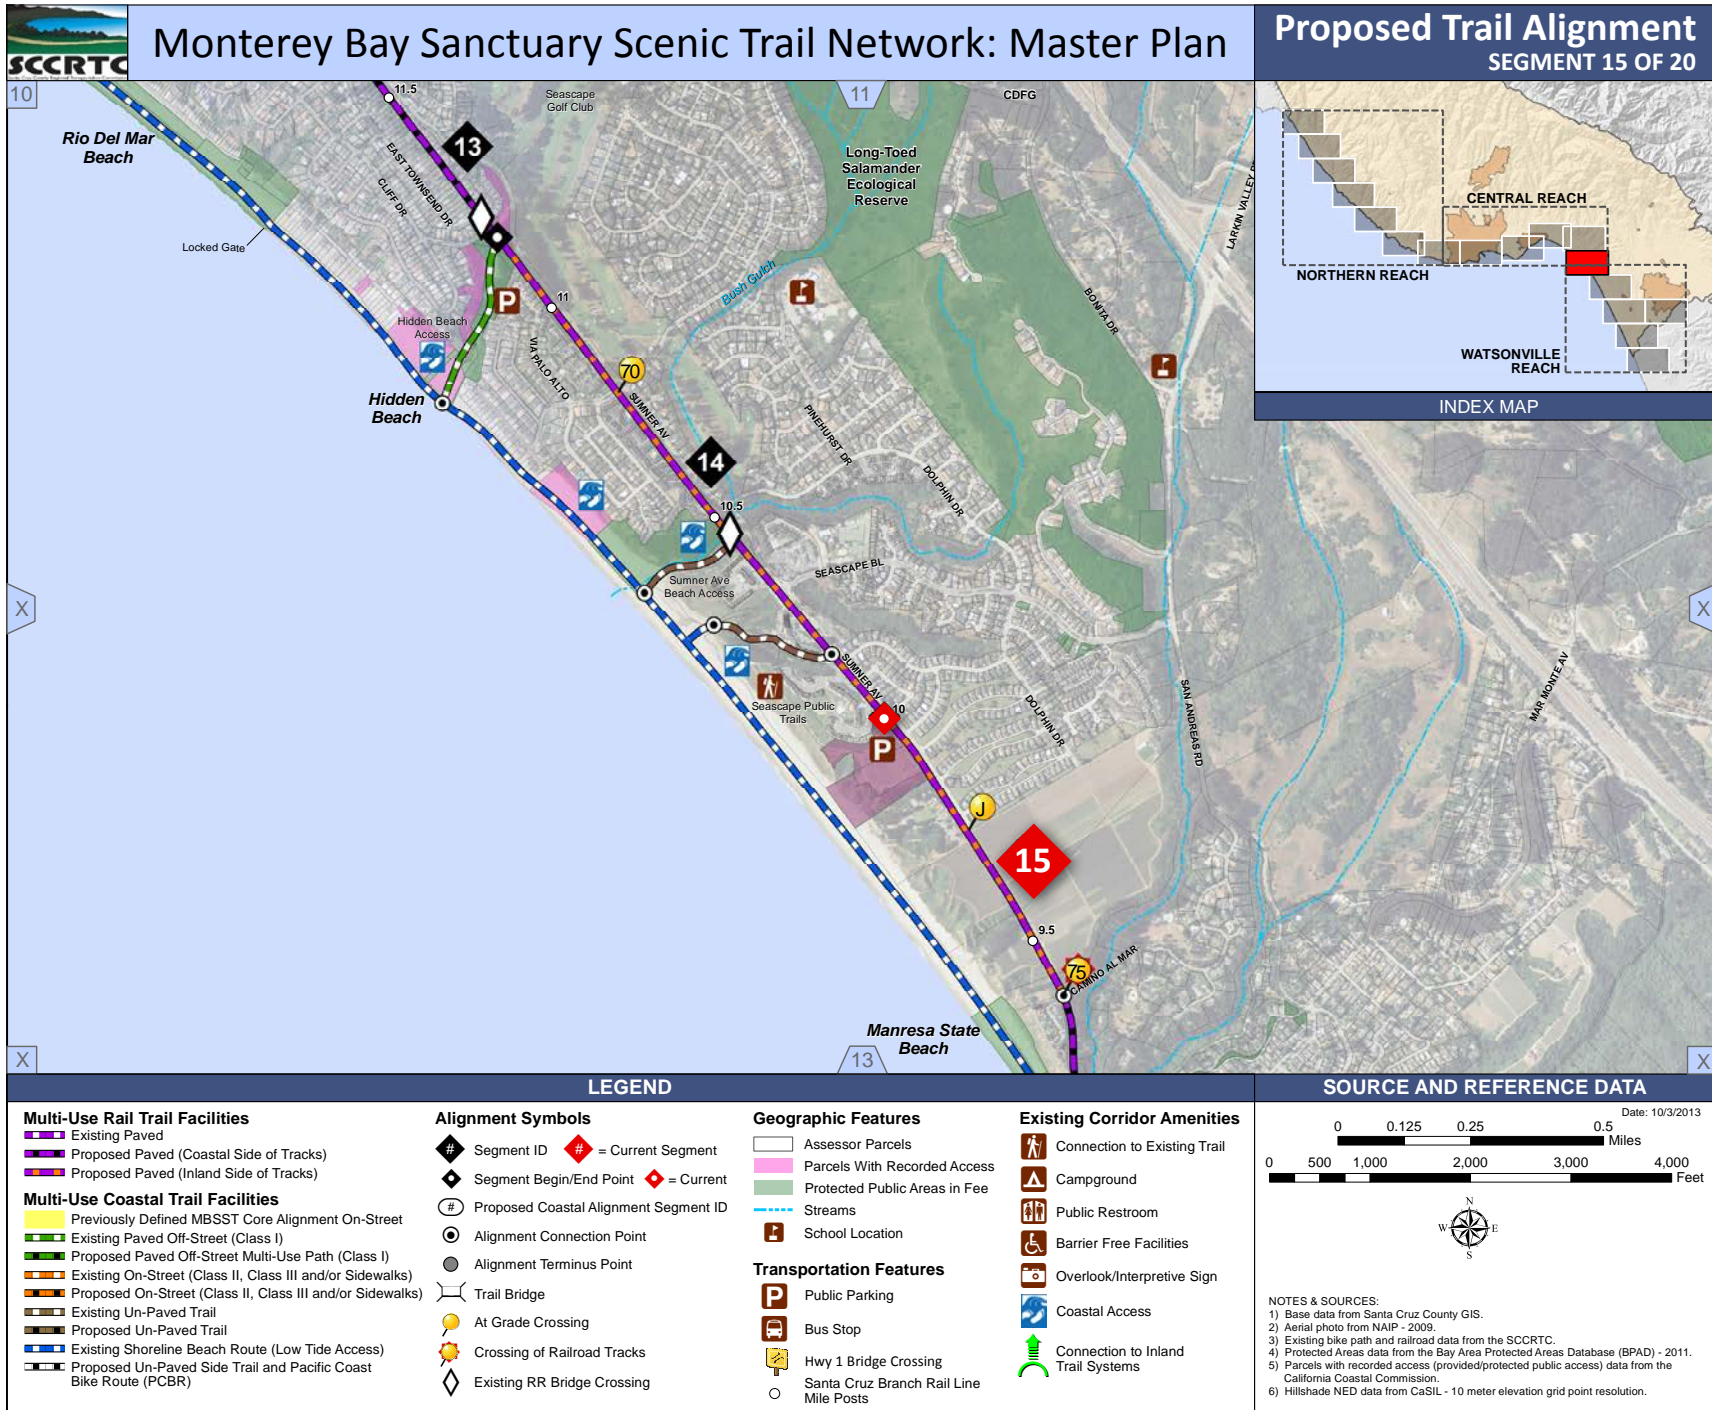 SCCRTC
Monterey Bay Sanctuary Scenic Trail Network: Master Plan
Proposed Trail Alignment
SEGMENT 15 OF 20
10
11
11.5
Seascape
Golf Club
CDFG
Rio Del Mar
Beach
13
EAST TOWNSEND DR
CLIFF DR
Long-Toed
Salamander
Ecological
Reserve
Locked Gate
Bush Gulch
P
11
Hidden Beach
Access
VIA PALO ALTO
BONITA DR
70
Hidden
Beach
SUMNER AV
PINEHURST DR
14
DOLPHIN DR
10.5
SEASCAPE BL
Sumner Ave
Beach Access
X
X
SUMNER AV
SAN ANDREAS RD
MAR MONTE AV
Seascape Public
Trails
10
DOLPHIN DR
P
J
15
9.5
75
CAMINO AL MAR
Manresa State
Beach
X
13
X
CENTRAL REACH
NORTHERN REACH
WATSONVILLE
REACH
INDEX MAP
LEGEND
Multi-Use Rail Trail Facilities
Existing Paved
Proposed Paved (Coastal Side of Tracks)
Proposed Paved (Inland Side of Tracks)
Multi-Use Coastal Trail Facilities
Previously Defined MBSST Core Alignment On-Street
Existing Paved Off-Street (Class I)
Proposed Paved Off-Street Multi-Use Path (Class I)
Existing On-Street (Class II, Class III and/or Sidewalks)
Proposed On-Street (Class II, Class III and/or Sidewalks)
Existing Un-Paved Trail
Proposed Un-Paved Trail
Existing Shoreline Beach Route (Low Tide Access)
Proposed Un-Paved Side Trail and Pacific Coast
Bike Route (PCBR)
Alignment Symbols
# Segment ID # = Current Segment
Segment Begin/End Point = Current
# Proposed Coastal Alignment Segment ID
Alignment Connection Point
Alignment Terminus Point
Trail Bridge
At Grade Crossing
Crossing of Railroad Tracks
Existing RR Bridge Crossing
Geographic Features
Assessor Parcels
Parcels With Recorded Access
Protected Public Areas in Fee
Streams
School Location
Transportation Features
P Public Parking
Bus Stop
Hwy 1 Bridge Crossing
Santa Cruz Branch Rail Line
Mile Posts
Existing Corridor Amenities
Connection to Existing Trail
Campground
Public Restroom
Barrier Free Facilities
Overlook/Interpretive Sign
Coastal Access
Connection to Inland
Trail Systems
SOURCE AND REFERENCE DATA
Date: 10/3/2013
0 0.125 0.25 0.5
Miles
0 500 1,000 2,000 3,000 4,000
Feet
N
W E
S
NOTES & SOURCES:
1) Base data from Santa Cruz County GIS.
2) Aerial photo from NAIP - 2009.
3) Existing bike path and railroad data from the SCCRTC.
4) Protected Areas data from the Bay Area Protected Areas Database (BPAD) - 2011.
5) Parcels with recorded access (provided/protected public access) data from the
California Coastal Commission.
6) Hillshade NED data from CaSIL - 10 meter elevation grid point resolution.